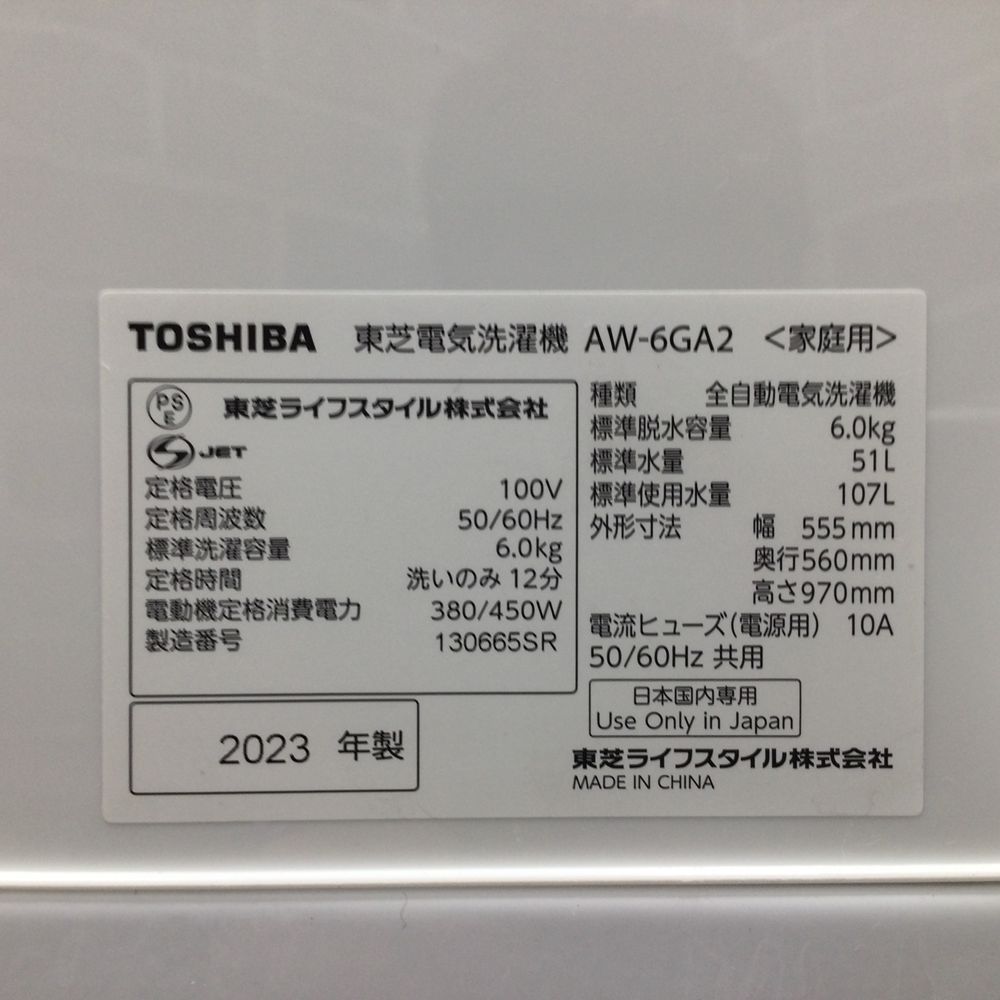 TOSHIBA 東芝電気洗濯機 AW-6GA2 <家庭用>
PS E 東芝ライフスタイル株式会社
S JET
定格電圧 100V
定格周波数 50/60Hz
標準洗濯容量 6.0kg
定格時間 洗いのみ 12分
電動機定格消費電力 380/450W
製造番号 130665SR
2023 年製
種類 全自動電気洗濯機
標準脱水容量 6.0kg
標準水量 51L
標準使用水量 107L
外形寸法 幅 555mm
奥行560mm
高さ970mm
電流ヒューズ(電源用) 10A
50/60Hz 共用
日本国内専用
Use Only in Japan
東芝ライフスタイル株式会社
MADE IN CHINA